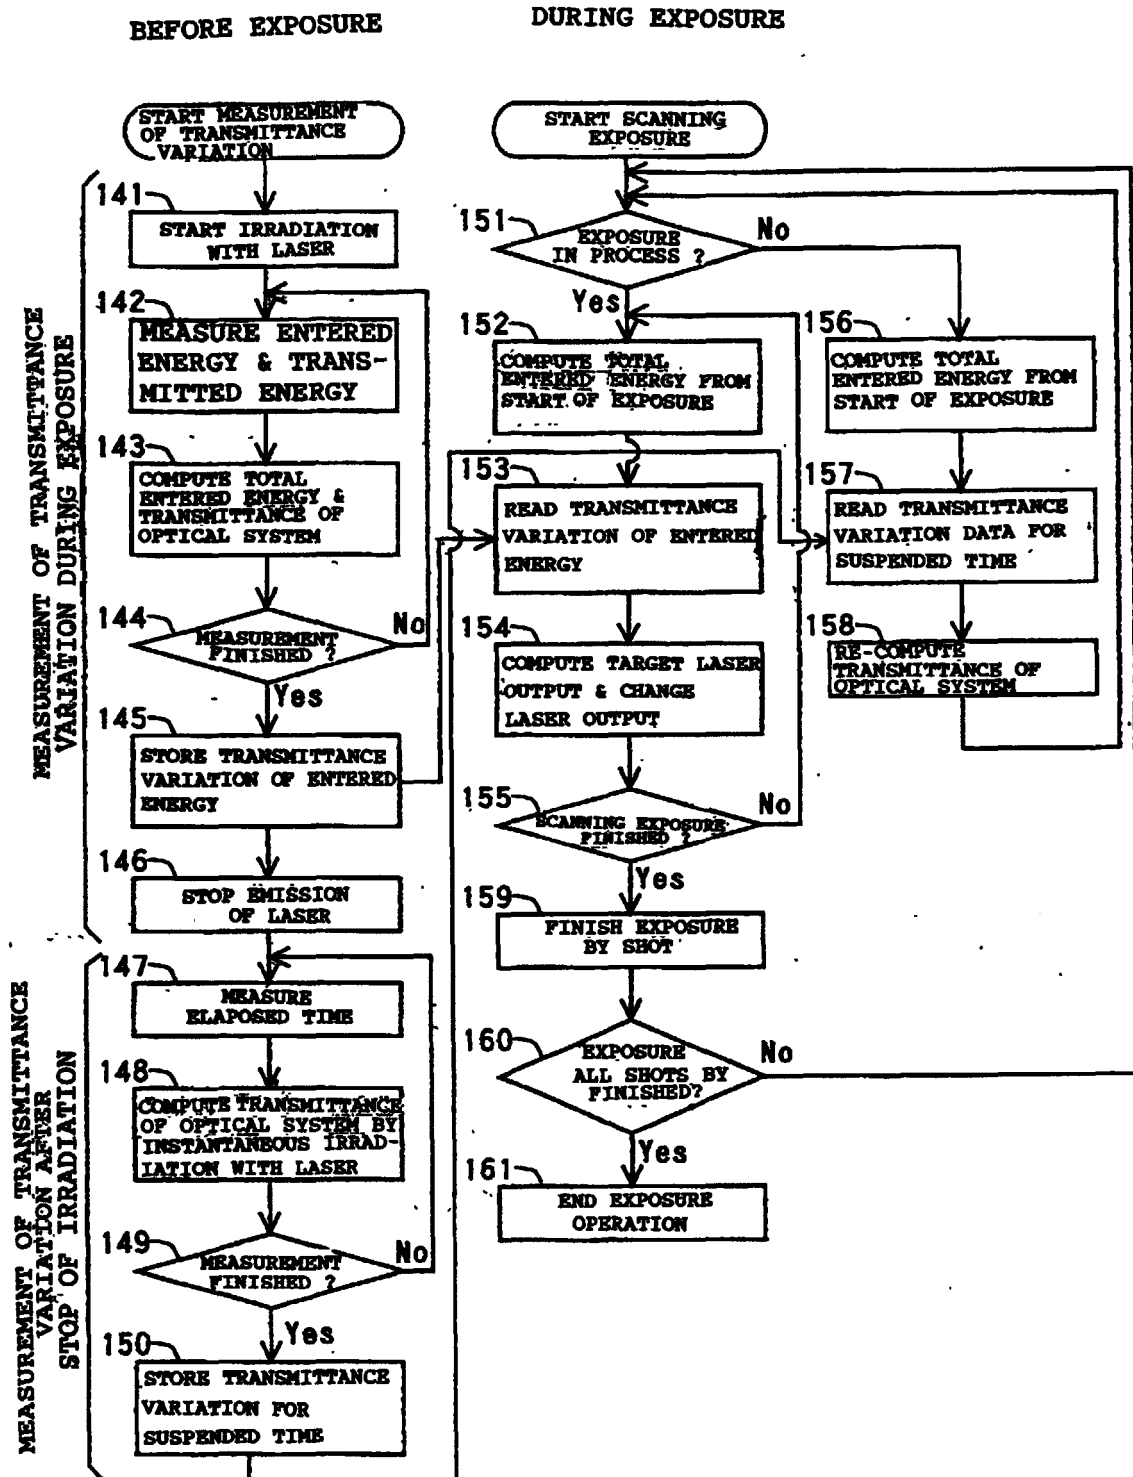 BEFORE EXPOSURE
START MEASUREMENT
OF TRANSMITTANCE
VARIATION
MEASUREMENT OF TRANSMITTANCE
VARIATION DURING EXPOSURE
141
START IRRADIATION
WITH LASER
142
MEASURE ENTERED
ENERGY & TRANS-
MITTED ENERGY
143
COMPUTE TOTAL
ENTERED ENERGY &
TRANSMITTANCE OF
OPTICAL SYSTEM
144
MEASUREMENT
FINISHED ?
No
Yes
145
STORE TRANSMITTANCE
VARIATION OF ENTERED
ENERGY
146
STOP EMISSION
OF LASER
MEASUREMENT OF TRANSMITTANCE
VARIATION AFTER
STOP OF IRRADIATION
147
MEASURE
ELAPOSED TIME
148
COMPUTE TRANSMITTANCE
OF OPTICAL SYSTEM BY
INSTANTANEOUS IRRAD-
IATION WITH LASER
149
MEASUREMENT
FINISHED ?
No
Yes
150
STORE TRANSMITTANCE
VARIATION FOR
SUSPENDED TIME
DURING EXPOSURE
START SCANNING
EXPOSURE
151
EXPOSURE
IN PROCESS ?
No
Yes
152
COMPUTE TOTAL
ENTERED ENERGY FROM
START OF EXPOSURE
153
READ TRANSMITTANCE
VARIATION OF ENTERED
ENERGY
154
COMPUTE TARGET LASER
OUTPUT & CHANGE
LASER OUTPUT
155
SCANNING EXPOSURE
FINISHED ?
No
Yes
156
COMPUTE TOTAL
ENTERED ENERGY FROM
START OF EXPOSURE
157
READ TRANSMITTANCE
VARIATION DATA FOR
SUSPENDED TIME
158
RE-COMPUTE
TRANSMITTANCE OF
OPTICAL SYSTEM
159
FINISH EXPOSURE
BY SHOT
160
EXPOSURE
ALL SHOTS BY
FINISHED?
No
Yes
161
END EXPOSURE
OPERATION